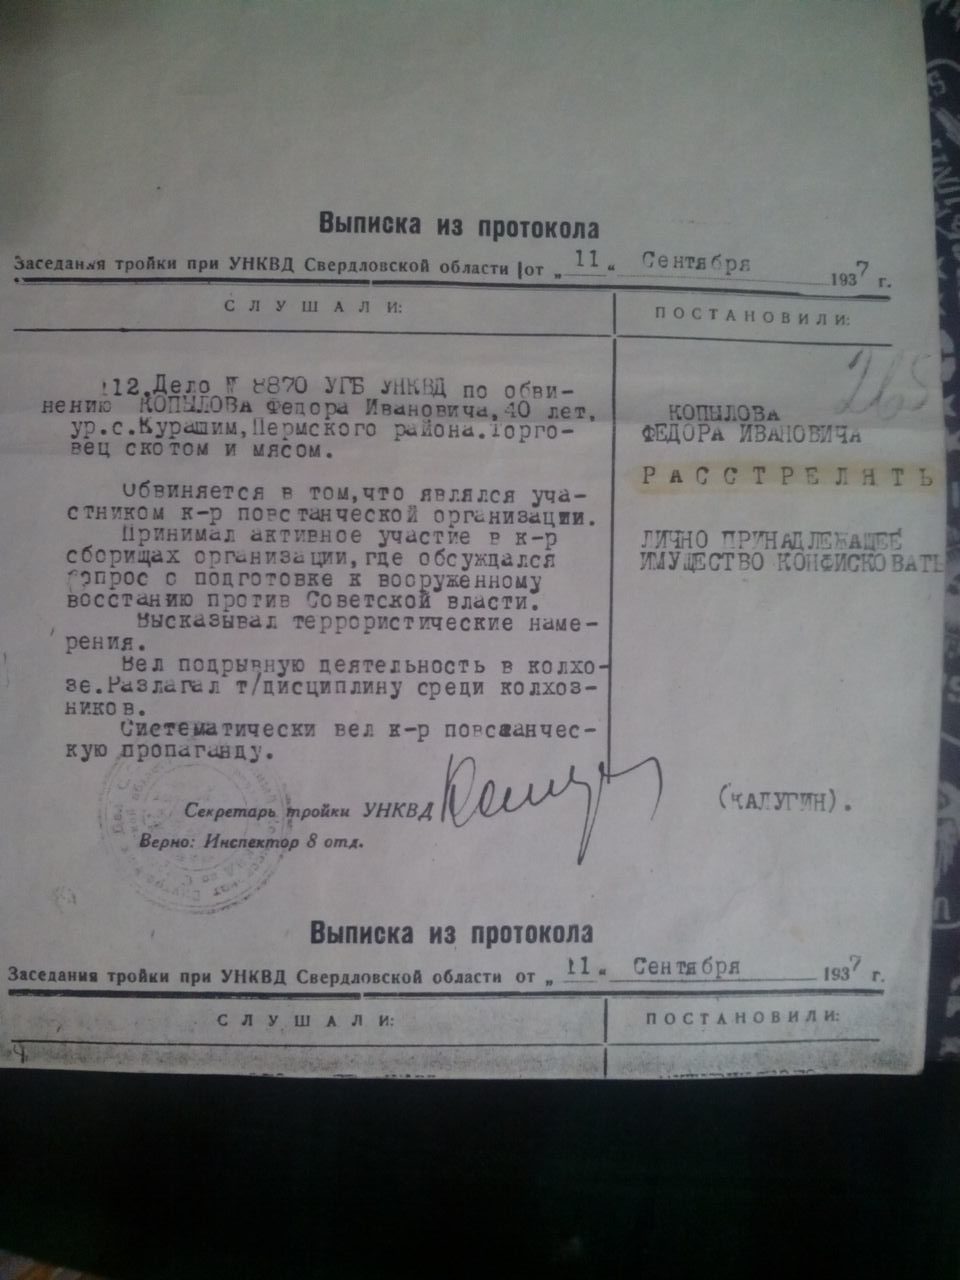 Выписка из протокола
Заседания тройки при УНКВД Свердловской области от „ 11 “ Сентября 1937 г.
СЛУШАЛИ:
ПОСТАНОВИЛИ:
265
112. Дело № 8870 УГБ УНКВД по обви-
нению КОПЫЛОВА Федора Ивановича, 40 лет,
ур.с.Курашим, Пермского района. Торго-
вец скотом и мясом.
Обвиняется в том,что являлся уча-
стником к-р повстанческой организации.
Принимал активное участие в к-р
сборищах организации, где обсуждался
вопрос о подготовке к вооруженному
восстанию против Советской власти.
Высказывал террористические наме-
рения.
Вел подрывную деятельность в колхо-
зе.Разлагал т/дисциплину среди колхоз-
ников.
Систематически вел к-р повстанчес-
кую пропаганду.
КОПЫЛОВА
ФЕДОРА ИВАНОВИЧА
РАССТРЕЛЯТЬ
ЛИЧНО ПРИНАДЛЕЖАЩЕЕ
ИМУЩЕСТВО КОНФИСКОВАТЬ
Секретарь тройки УНКВД
(КАЛУГИН).
Верно: Инспектор 8 отд.
Выписка из протокола
Заседания тройки при УНКВД Свердловской области от „ 11 “ Сентября 1937 г.
СЛУШАЛИ:
ПОСТАНОВИЛИ: